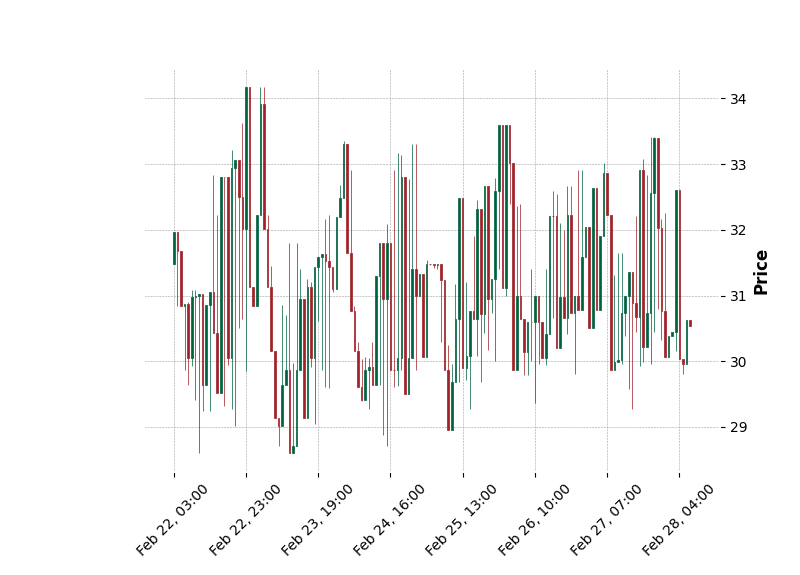 34
33
32
31
30
29
Price
Feb 22, 03:00
Feb 22, 23:00
Feb 23, 19:00
Feb 24, 16:00
Feb 25, 13:00
Feb 26, 10:00
Feb 27, 07:00
Feb 28, 04:00